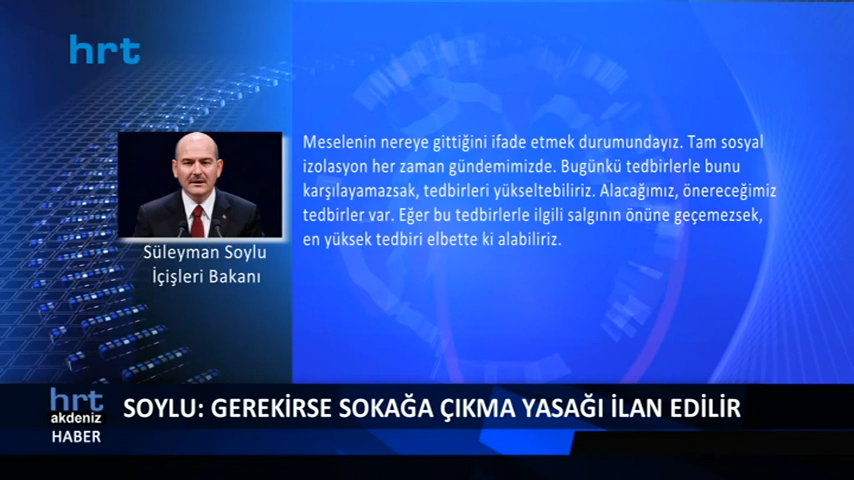 hrt
Meselenin nereye gittiğini ifade etmek durumundayız. Tam sosyal
izolasyon her zaman gündemimizde. Bugünkü tedbirlerle bunu
karşılayamazsak, tedbirleri yükseltebiliriz. Alacağımız, önereceğimiz
tedbirler var. Eğer bu tedbirlerle ilgili salgının önüne geçemezsek,
en yüksek tedbiri elbette ki alabiliriz.
Süleyman Soylu
İçişleri Bakanı
hrt
akdeniz
HABER
SOYLU: GEREKİRSE SOKAĞA ÇIKMA YASAĞI İLAN EDİLİR